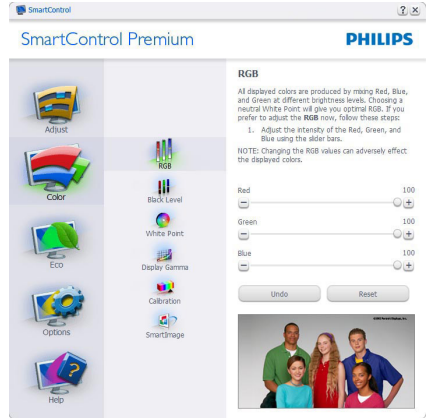 SmartControl
SmartControl Premium
PHILIPS
Adjust
Color
Eco
Options
Help
RGB
Black Level
White Point
Display Gamma
Calibration
SmartImage
RGB
All displayed colors are produced by mixing Red, Blue,
and Green at different brightness levels. Choosing a
neutral White Point will give you optimal RGB. If you
prefer to adjust the RGB now, follow these steps:
1. Adjust the intensity of the Red, Green, and
Blue using the slider bars.
NOTE: Changing the RGB values can adversely effect
the displayed colors.
Red 100
Green 100
Blue 100
Undo Reset